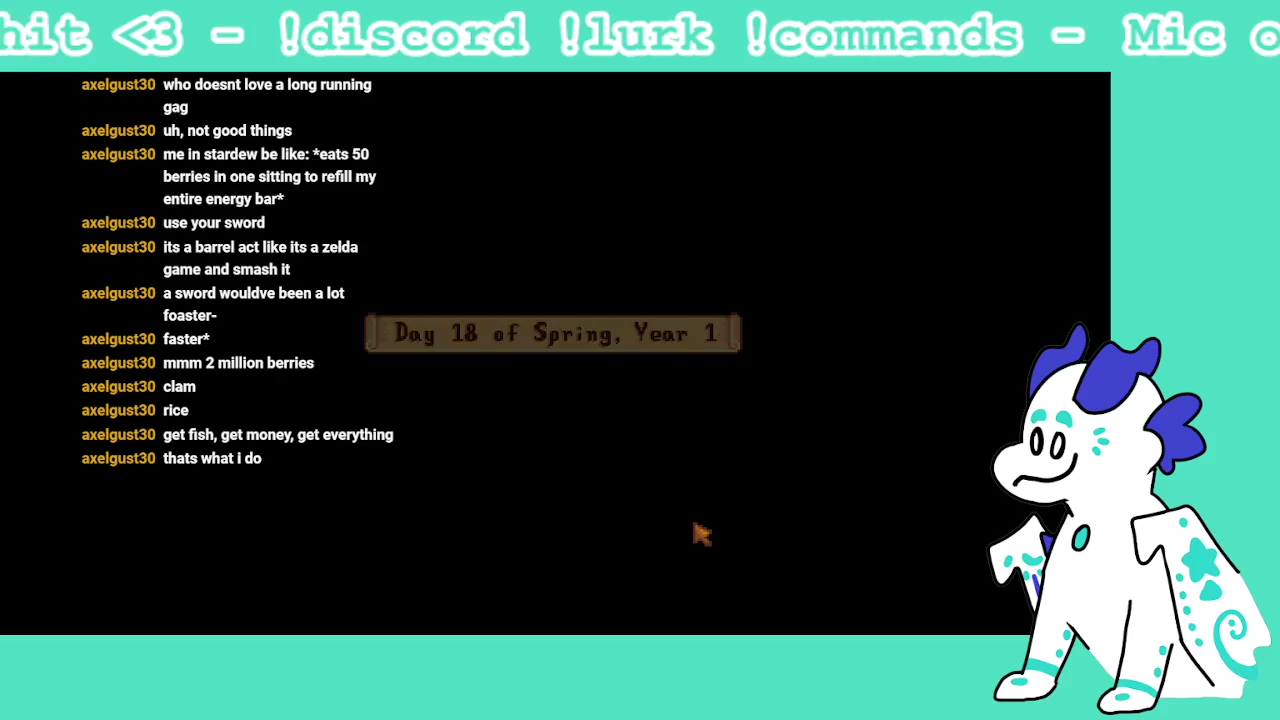 hit <3 - !discord !lurk !commands - Mic o
axelgust30 who doesnt love a long running
gag
axelgust30 uh, not good things
axelgust30 me in stardew be like: *eats 50
berries in one sitting to refill my
entire energy bar*
axelgust30 use your sword
axelgust30 its a barrel act like its a zelda
game and smash it
axelgust30 a sword wouldve been a lot
foaster-
axelgust30 faster*
axelgust30 mmm 2 million berries
axelgust30 clam
axelgust30 rice
axelgust30 get fish, get money, get everything
axelgust30 thats what i do
Day 18 of Spring, Year 1